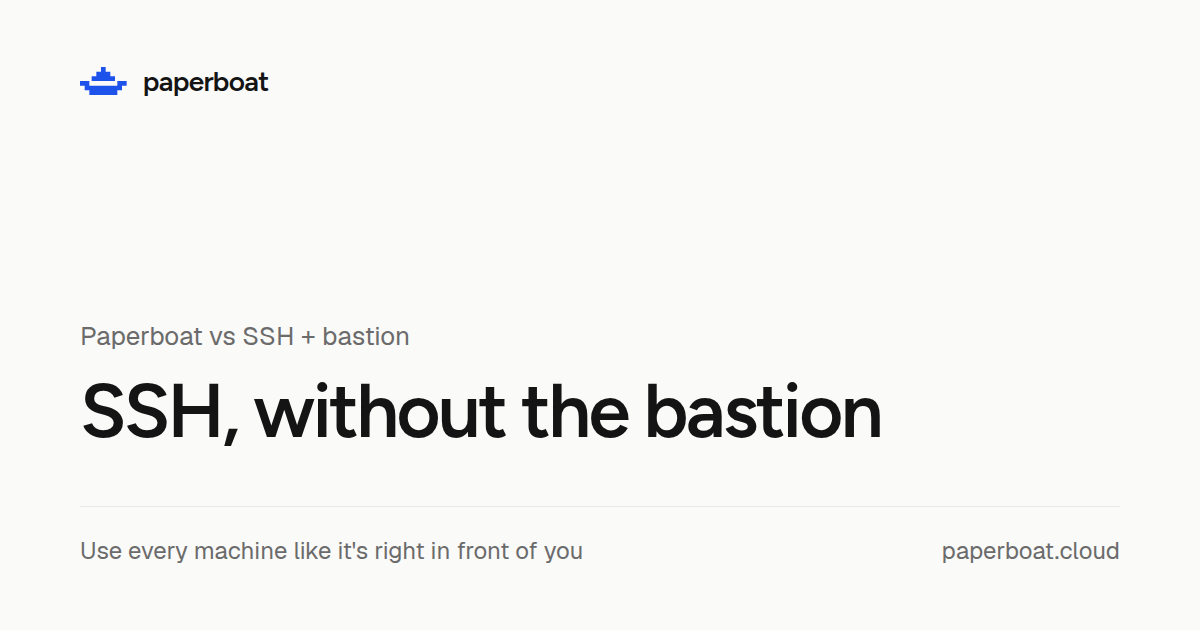 paperboat
Paperboat vs SSH + bastion
SSH, without the bastion
Use every machine like it's right in front of you
paperboat.cloud